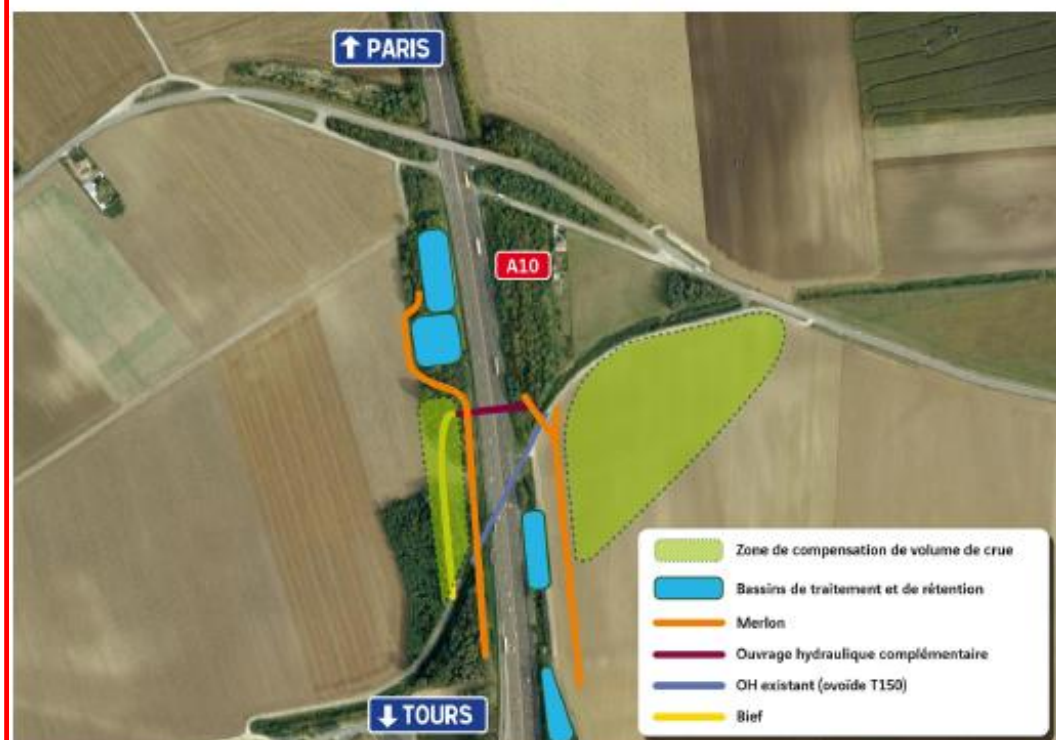 ↑ PARIS
A10
Zone de compensation de volume de crue
Bassins de traitement et de rétention
Merlon
Ouvrage hydraulique complémentaire
OH existant (ovoïde T150)
Bief
↓ TOURS